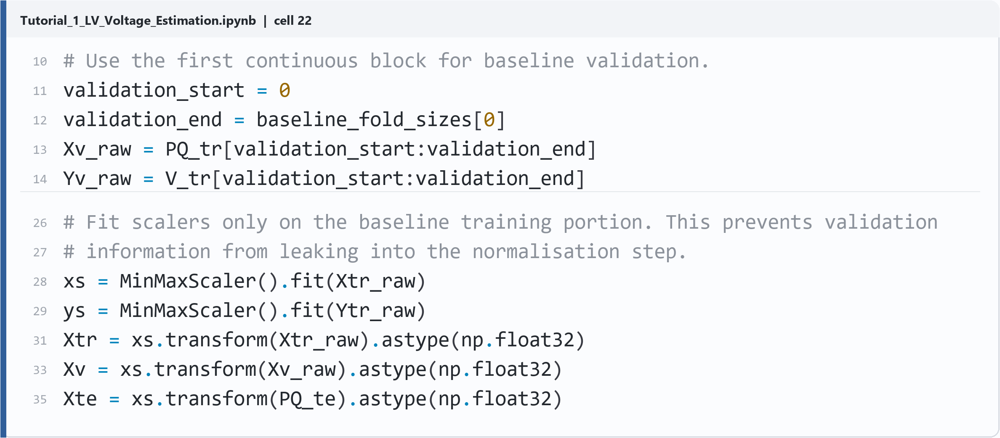 Tutorial_1_LV_Voltage_Estimation.ipynb | cell 22
10 # Use the first continuous block for baseline validation.
11 validation_start = 0
12 validation_end = baseline_fold_sizes[0]
13 Xv_raw = PQ_tr[validation_start:validation_end]
14 Yv_raw = V_tr[validation_start:validation_end]
26 # Fit scalers only on the baseline training portion. This prevents validation
27 # information from leaking into the normalisation step.
28 xs = MinMaxScaler().fit(Xtr_raw)
29 ys = MinMaxScaler().fit(Ytr_raw)
31 Xtr = xs.transform(Xtr_raw).astype(np.float32)
33 Xv = xs.transform(Xv_raw).astype(np.float32)
35 Xte = xs.transform(PQ_te).astype(np.float32)